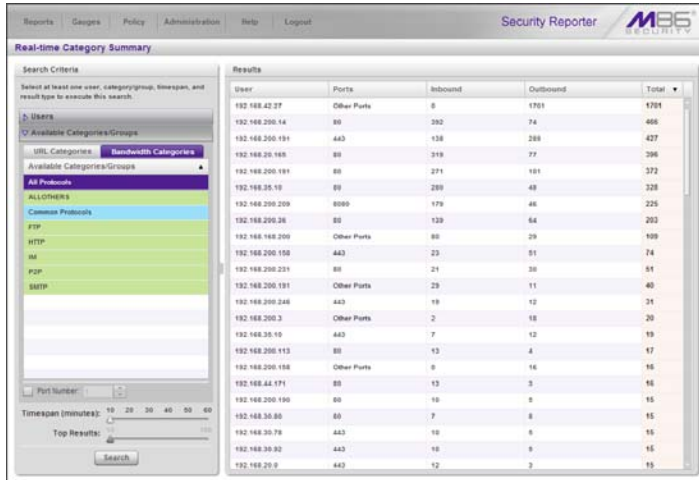 Reports Gauges Policy Administration Help Logout
Security Reporter
M86
SECURITY
Real-time Category Summary
Search Criteria
Select at least one user, category/group, timespan, and
result type to execute this search.
Users
Available Categories/Groups
URL Categories Bandwidth Categories
Available Categories/Groups
All Protocols
ALLOTHERS
Common Protocols
FTP
HTTP
IM
P2P
SMTP
Port Number:
Timespan (minutes): 10 20 30 40 50 60
Top Results: 10 100
Search
Results
User Ports Inbound Outbound Total
192.168.42.37 Other Ports 0 1701 1701
192.168.200.14 80 392 74 466
192.168.200.191 443 138 289 427
192.168.20.165 80 319 77 396
192.168.200.191 80 271 101 372
192.168.35.10 80 280 48 328
192.168.200.209 8080 179 46 225
192.168.200.36 80 139 64 203
192.168.168.200 Other Ports 80 29 109
192.168.200.150 443 23 51 74
192.168.200.231 80 21 30 51
192.168.200.191 Other Ports 29 11 40
192.168.200.246 443 19 12 31
192.168.200.3 Other Ports 2 18 20
192.168.35.10 443 7 12 19
192.168.200.113 80 13 4 17
192.168.200.158 Other Ports 0 16 16
192.168.44.171 80 13 3 16
192.168.200.190 80 10 5 15
192.168.30.80 80 7 8 15
192.168.30.78 443 10 5 15
192.168.30.92 443 10 5 15
192.168.20.9 443 12 3 15